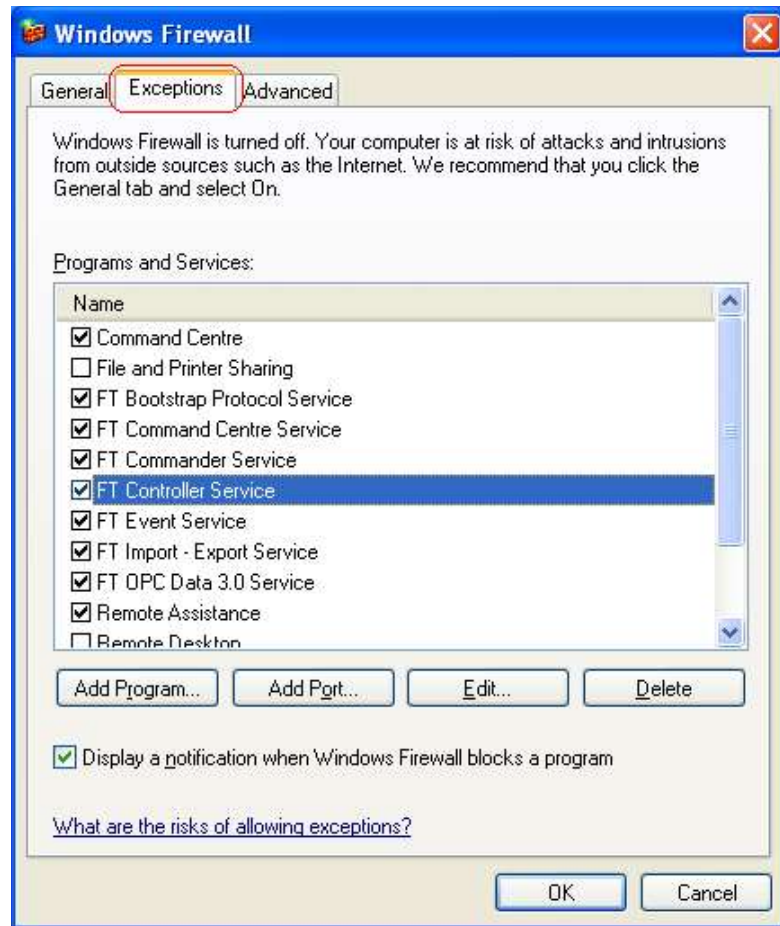 Windows Firewall
General Exceptions Advanced
Windows Firewall is turned off. Your computer is at risk of attacks and intrusions
from outside sources such as the Internet. We recommend that you click the
General tab and select On.
Programs and Services:
Name
Command Centre
File and Printer Sharing
FT Bootstrap Protocol Service
FT Command Centre Service
FT Commander Service
FT Controller Service
FT Event Service
FT Import - Export Service
FT OPC Data 3.0 Service
Remote Assistance
Remote Desktop
Add Program... Add Port... Edit... Delete
Display a notification when Windows Firewall blocks a program
What are the risks of allowing exceptions?
OK Cancel